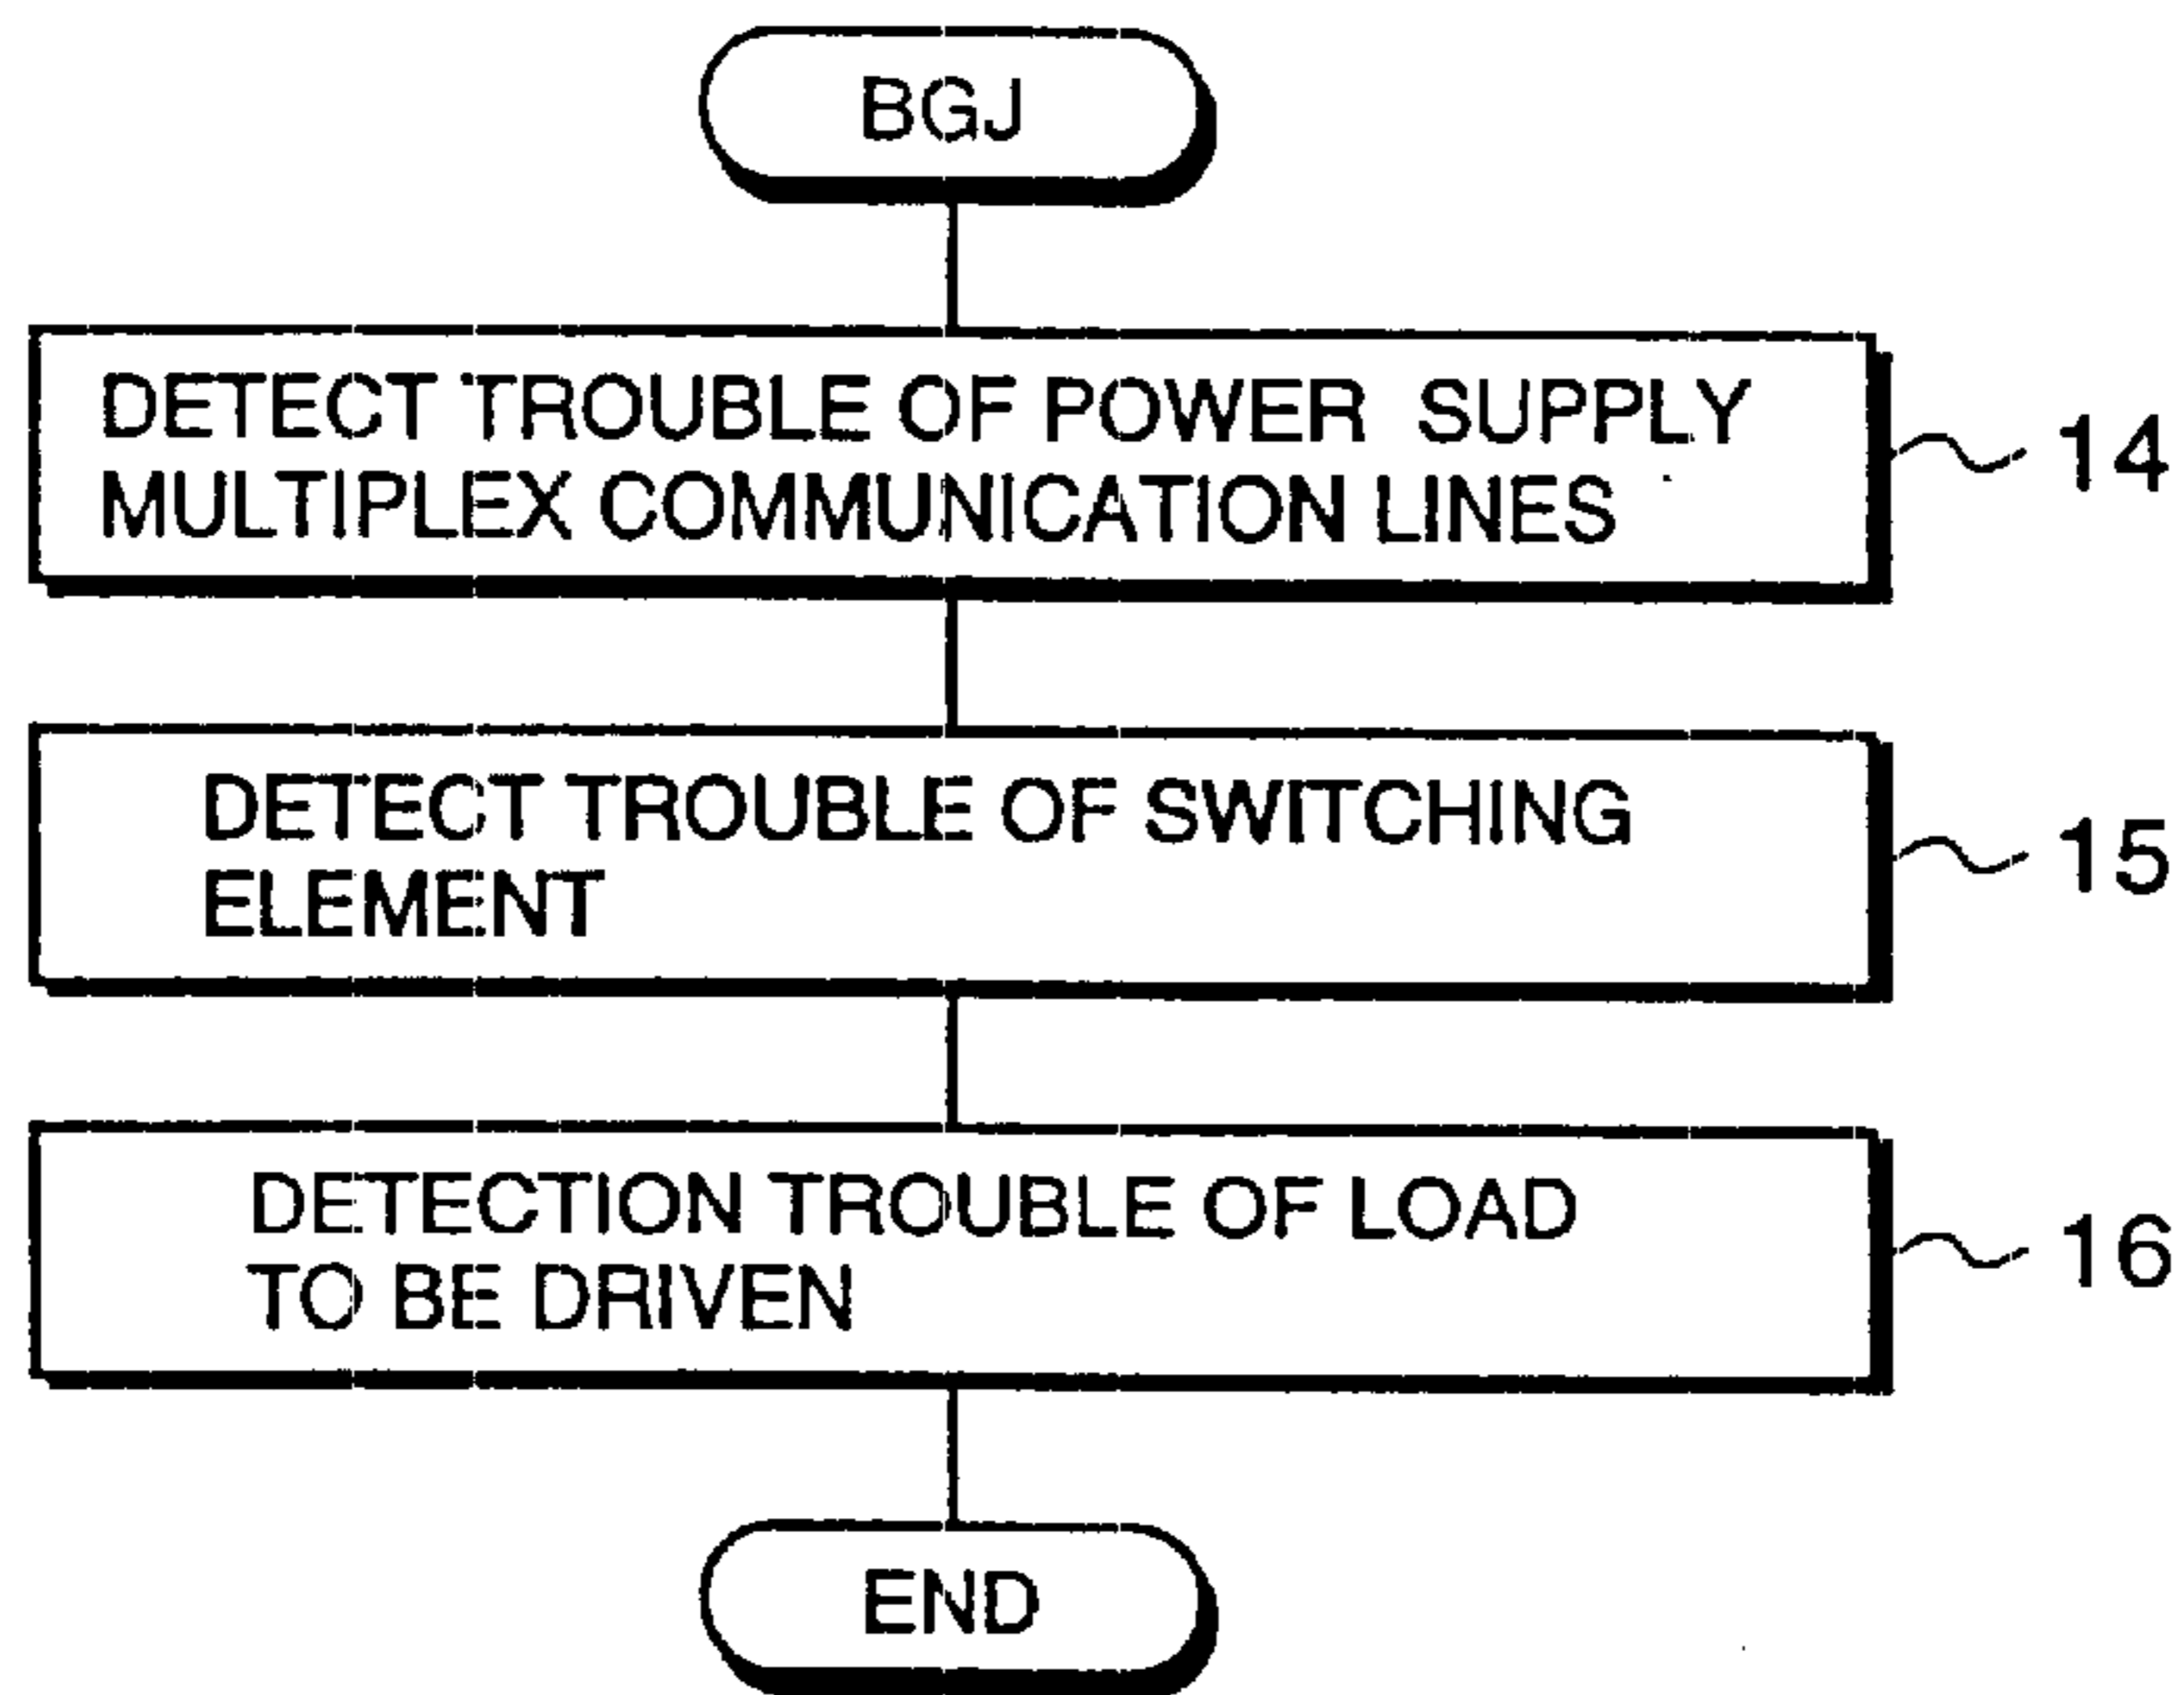 BGJ
DETECT TROUBLE OF POWER SUPPLY
MULTIPLEX COMMUNICATION LINES
14
DETECT TROUBLE OF SWITCHING
ELEMENT
15
DETECTION TROUBLE OF LOAD
TO BE DRIVEN
16
END